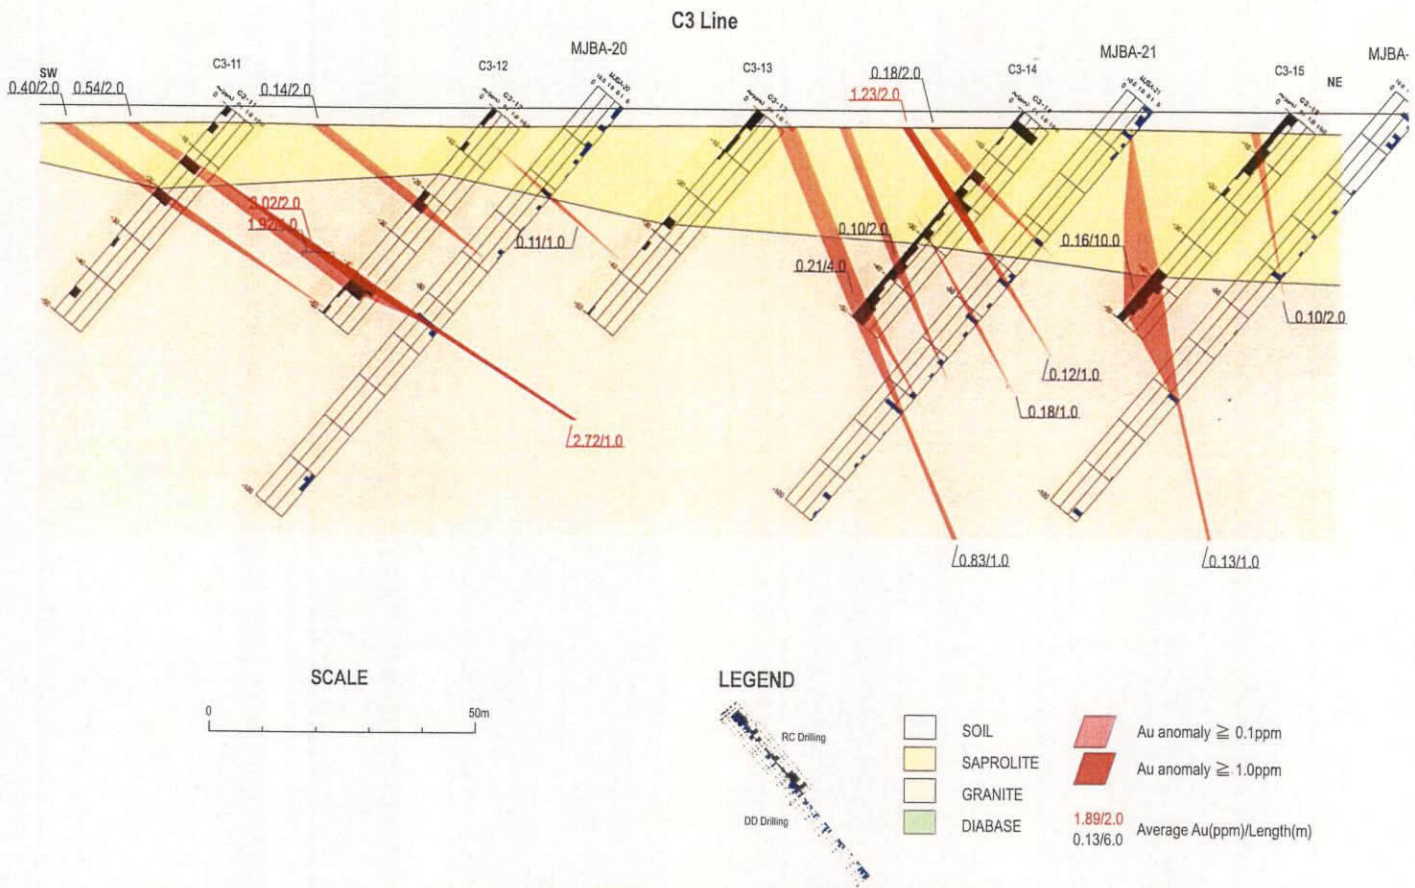 C3 Line
SW
C3-11
C3-12
MJBA-20
C3-13
C3-14
MJBA-21
C3-15
NE
MJBA-
0.40/2.0
0.54/2.0
0.14/2.0
0.18/2.0
1.23/2.0
0.11/1.0
0.10/2.0
0.21/4.0
0.16/10.0
0.10/2.0
0.12/1.0
0.18/1.0
2.72/1.0
0.83/1.0
0.13/1.0
SCALE
0
50m
LEGEND
RC Drilling
DD Drilling
SOIL
SAPROLITE
GRANITE
DIABASE
Au anomaly ≧ 0.1ppm
Au anomaly ≧ 1.0ppm
1.89/2.0
0.13/6.0
Average Au(ppm)/Length(m)